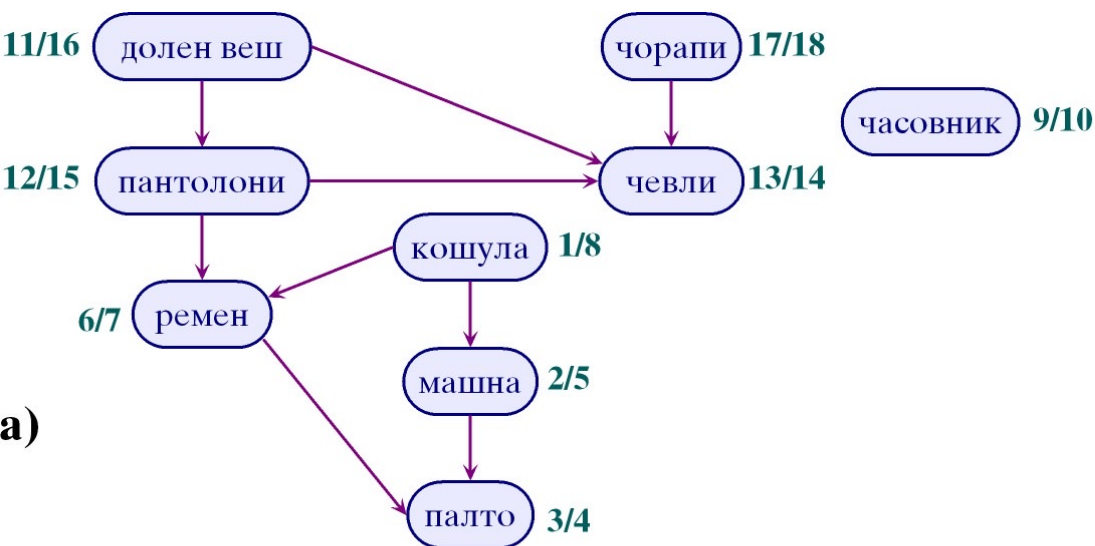 11/16 долен веш
чорапи 17/18
часовник 9/10
12/15 пантолони
чевли 13/14
кошула 1/8
6/7 ремен
машна 2/5
а)
палто 3/4